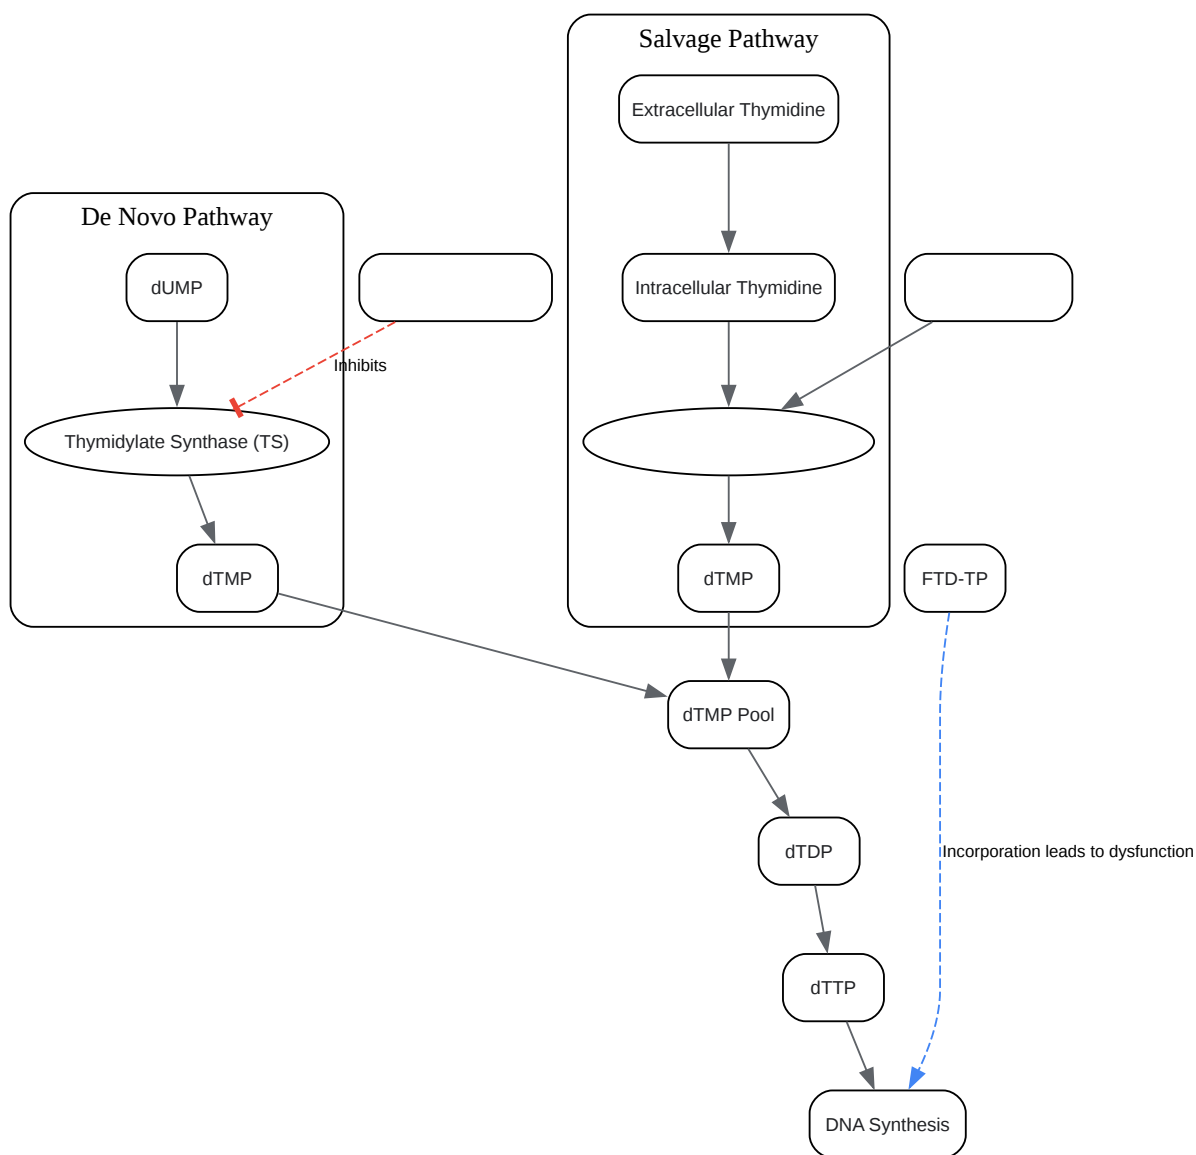 Salvage Pathway
Extracellular Thymidine
De Novo Pathway
dUMP
Intracellular Thymidine
Inhibits
Thymidylate Synthase (TS)
dTMP
dTMP
FTD-TP
dTMP Pool
dTDP
Incorporation leads to dysfunction
dTTP
DNA Synthesis